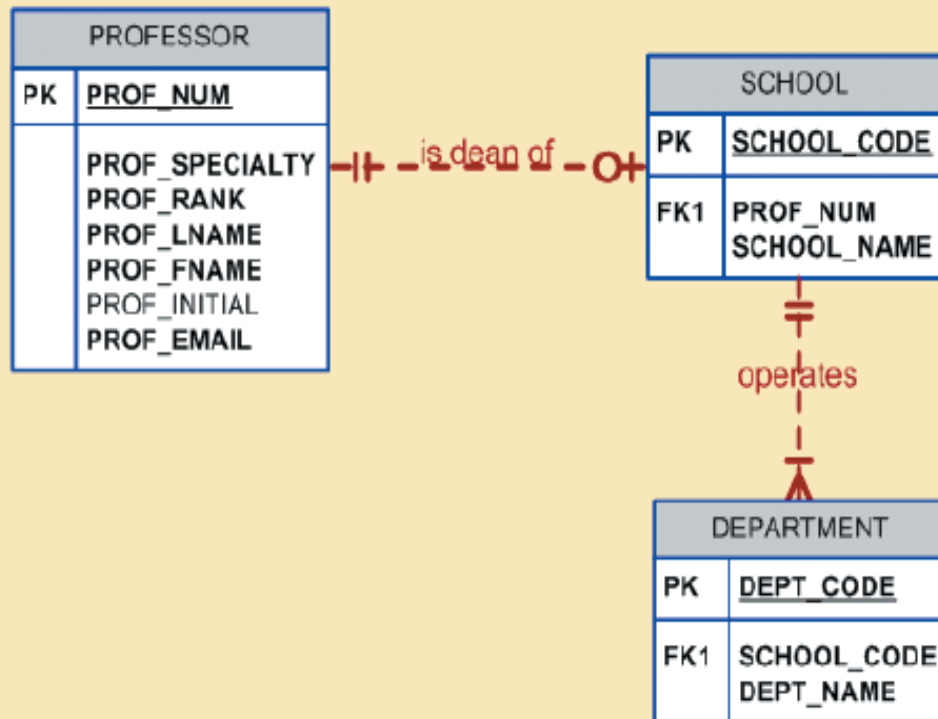 PROFESSOR
PK PROF_NUM
PROF_SPECIALTY
PROF_RANK
PROF_LNAME
PROF_FNAME
PROF_INITIAL
PROF_EMAIL
is dean of
SCHOOL
PK SCHOOL_CODE
FK1 PROF_NUM
SCHOOL_NAME
operates
DEPARTMENT
PK DEPT_CODE
FK1 SCHOOL_CODE
DEPT_NAME